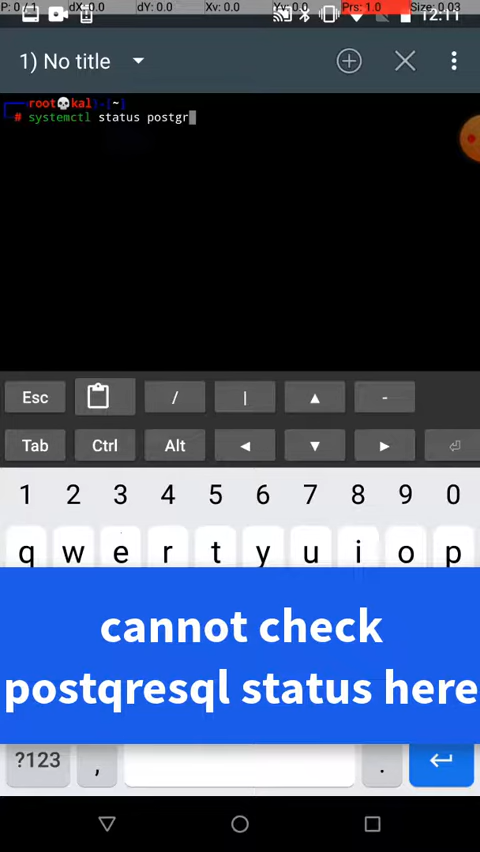 P: 0 / 1 dX: 0.0 dY: 0.0 Xv: 0.0 Yv: 0.0 Prs: 1.0 Size: 0.03
12:11
1) No title
root💀kal)-[~]
# systemctl status postgr
Esc / | ▲ -
Tab Ctrl Alt ◄ ▼ ►
1 2 3 4 5 6 7 8 9 0
q w e r t y u i o p
cannot check
postqresql status here
?123 , .